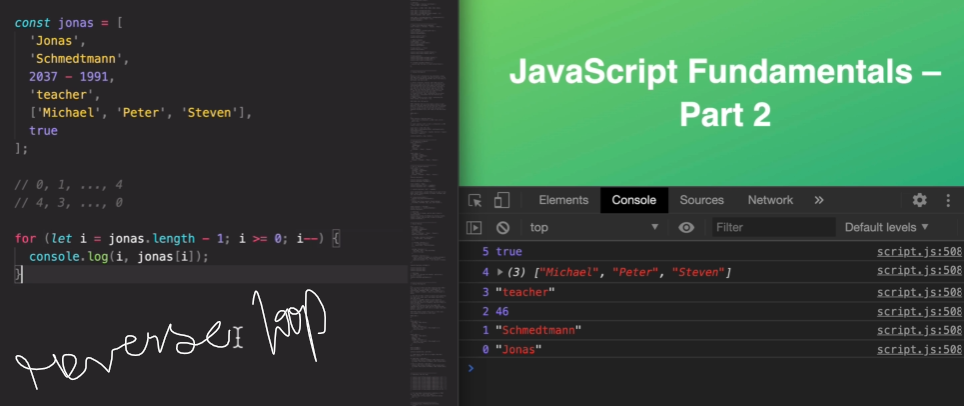 const jonas = [
'Jonas',
'Schmedtmann',
2037 - 1991,
'teacher',
['Michael', 'Peter', 'Steven'],
true
];
// 0, 1, ..., 4
// 4, 3, ..., 0
for (let i = jonas.length - 1; i >= 0; i--) {
console.log(i, jonas[i]);
}
reverse loop
JavaScript Fundamentals –
Part 2
Elements Console Sources Network »
top Filter Default levels ▼
5 true script.js:508
4 ▶(3) ["Michael", "Peter", "Steven"] script.js:508
3 "teacher" script.js:508
2 46 script.js:508
1 "Schmedtmann" script.js:508
0 "Jonas" script.js:508
>